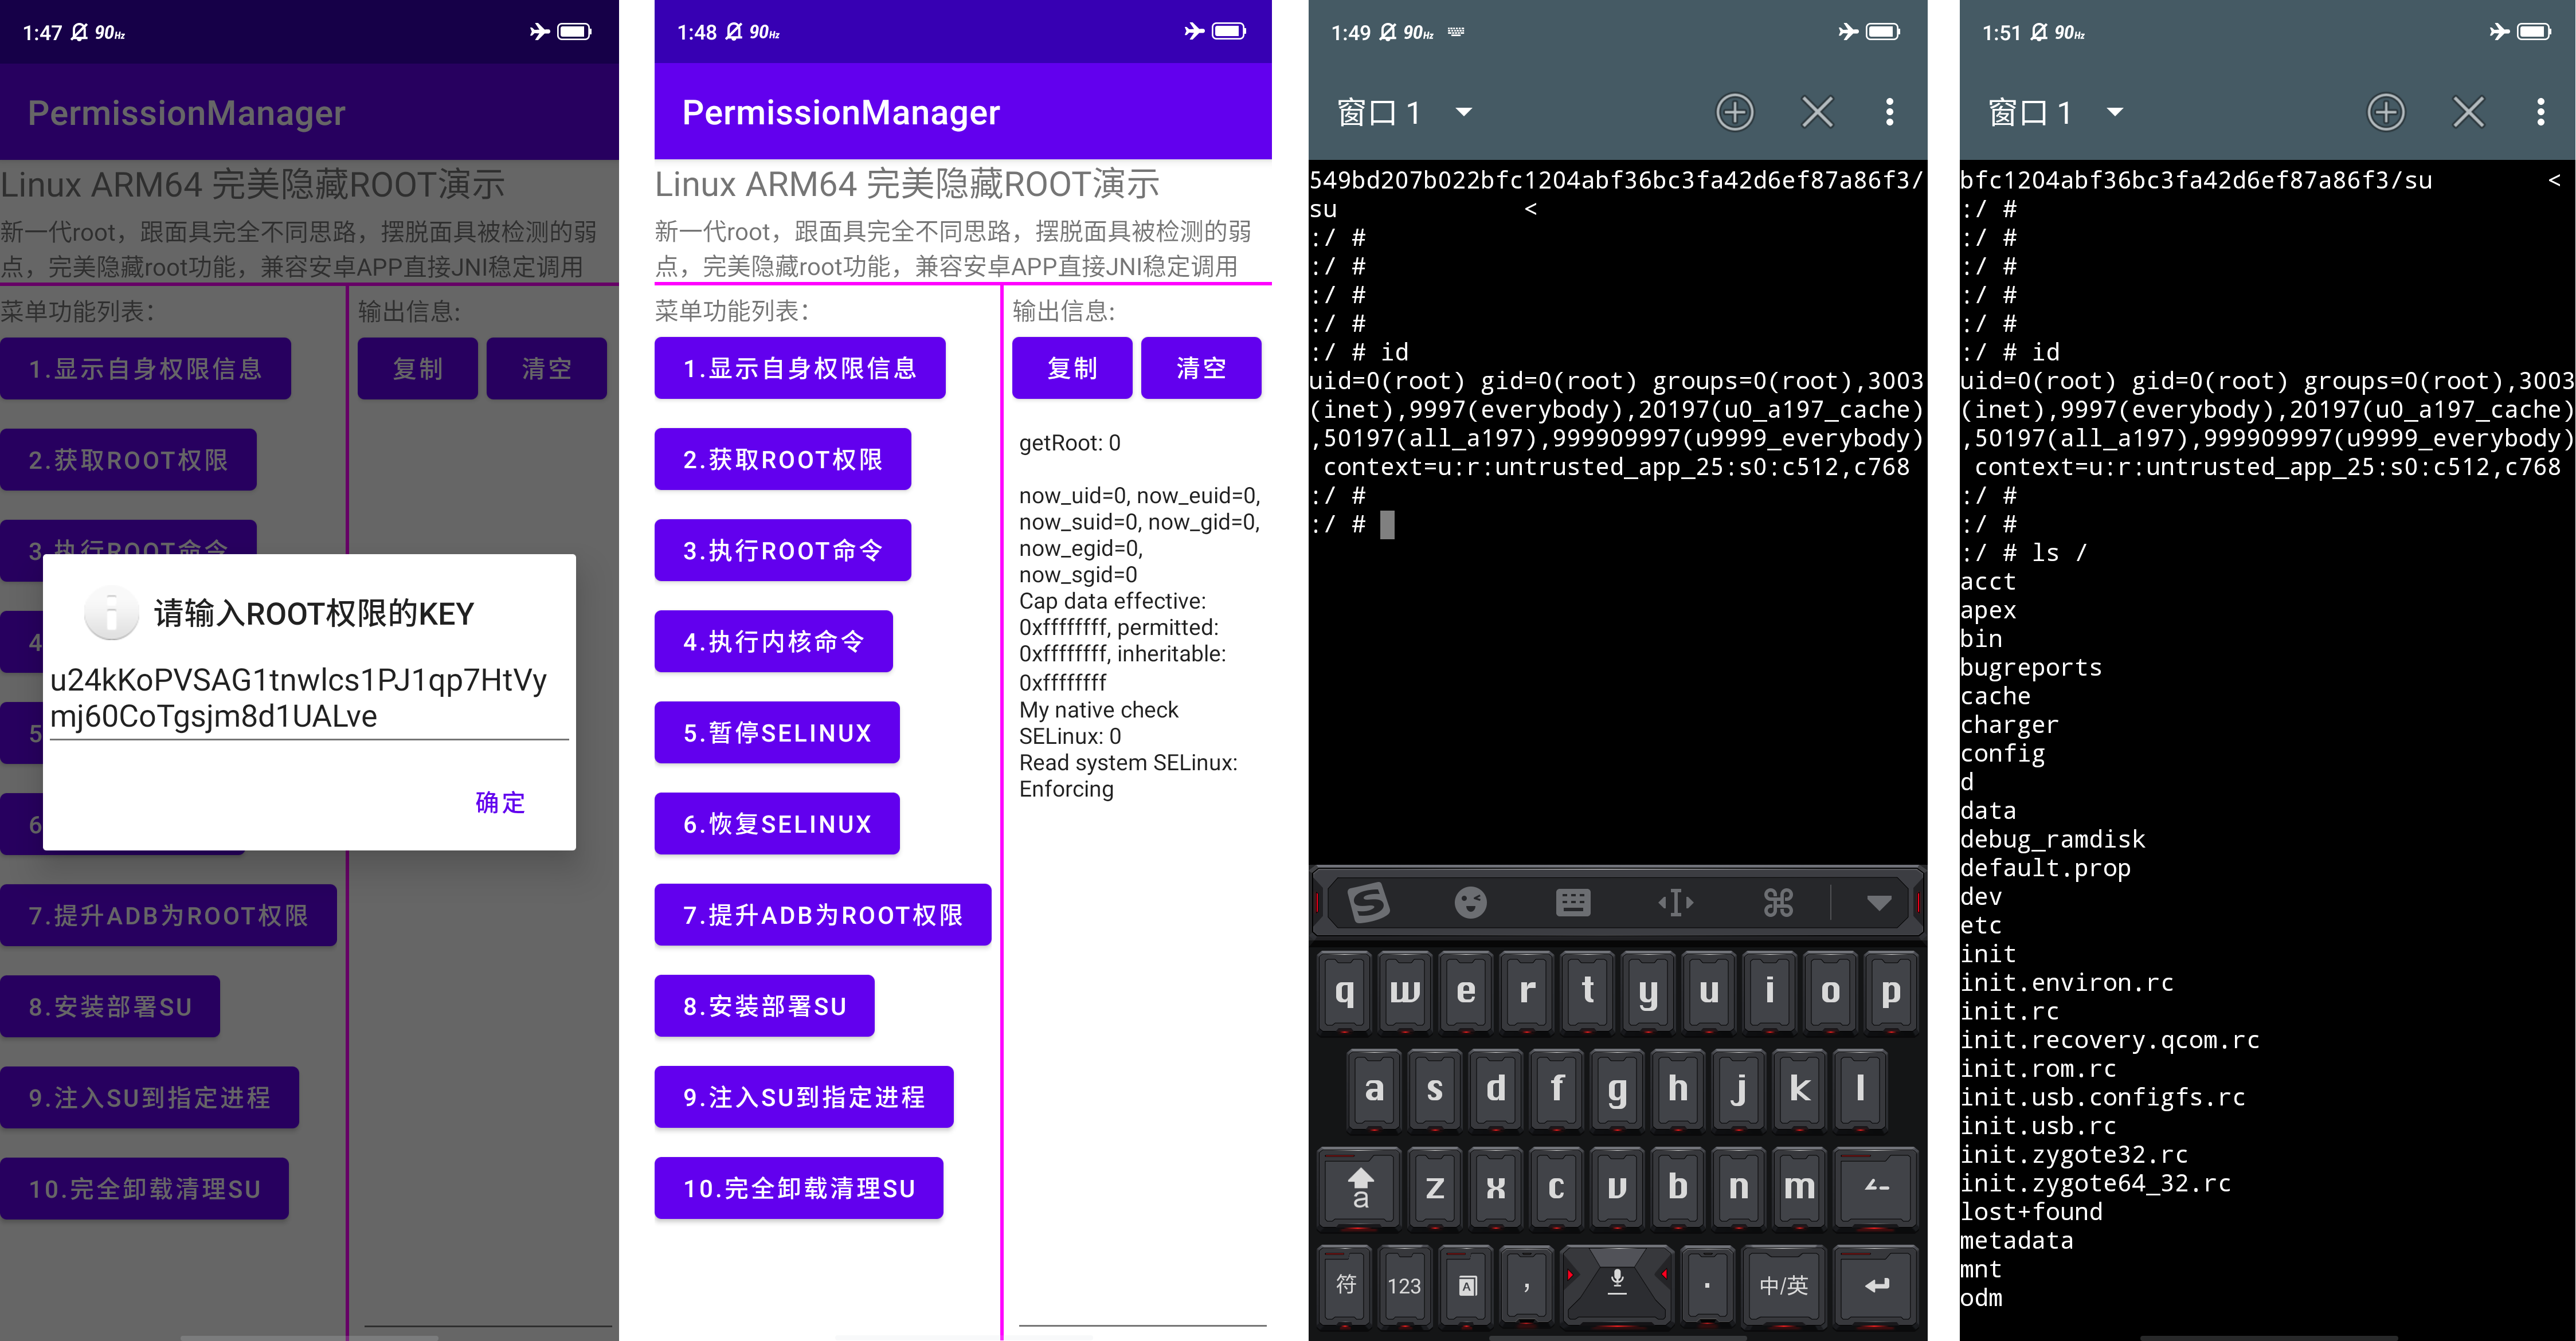 1:47 90Hz
PermissionManager
Linux ARM64 完美隐藏ROOT演示
新一代root，跟面具完全不同思路，摆脱面具被检测的弱
点，完美隐藏root功能，兼容安卓APP直接JNI稳定调用
菜单功能列表：
输出信息:
1.显示自身权限信息
复制
清空
2.获取ROOT权限
3.执行ROOT命令
请输入ROOT权限的KEY
4
u24kKoPVSAG1tnwlcs1PJ1qp7HtVy
mj60CoTgsjm8d1UALve
5
确定
6
7.提升ADB为ROOT权限
8.安装部署SU
9.注入SU到指定进程
10.完全卸载清理SU
1:48 90Hz
PermissionManager
Linux ARM64 完美隐藏ROOT演示
新一代root，跟面具完全不同思路，摆脱面具被检测的弱
点，完美隐藏root功能，兼容安卓APP直接JNI稳定调用
菜单功能列表：
1.显示自身权限信息
2.获取ROOT权限
3.执行ROOT命令
4.执行内核命令
5.暂停SELINUX
6.恢复SELINUX
7.提升ADB为ROOT权限
8.安装部署SU
9.注入SU到指定进程
10.完全卸载清理SU
输出信息:
复制
清空
getRoot: 0
now_uid=0, now_euid=0,
now_suid=0, now_gid=0,
now_egid=0,
now_sgid=0
Cap data effective:
0xffffffff, permitted:
0xffffffff, inheritable:
0xffffffff
My native check
SELinux: 0
Read system SELinux:
Enforcing
1:49 90Hz
窗口 1
549bd207b022bfc1204abf36bc3fa42d6ef87a86f3/
su <
:/ #
:/ #
:/ #
:/ #
:/ # id
uid=0(root) gid=0(root) groups=0(root),3003
(inet),9997(everybody),20197(u0_a197_cache)
,50197(all_a197),999909997(u9999_everybody)
context=u:r:untrusted_app_25:s0:c512,c768
:/ #
:/ #
q w e r t y u i o p
a s d f g h j k l
a z x c v b n m
符 123 A , . 中/英
1:51 90Hz
窗口 1
bfc1204abf36bc3fa42d6ef87a86f3/su <
:/ #
:/ #
:/ #
:/ #
:/ #
:/ # id
uid=0(root) gid=0(root) groups=0(root),3003
(inet),9997(everybody),20197(u0_a197_cache)
,50197(all_a197),999909997(u9999_everybody)
context=u:r:untrusted_app_25:s0:c512,c768
:/ #
:/ #
:/ # ls /
acct
apex
bin
bugreports
cache
charger
config
d
data
debug_ramdisk
default.prop
dev
etc
init
init.environ.rc
init.rc
init.recovery.qcom.rc
init.rom.rc
init.usb.configfs.rc
init.usb.rc
init.zygote32.rc
init.zygote64_32.rc
lost+found
metadata
mnt
odm